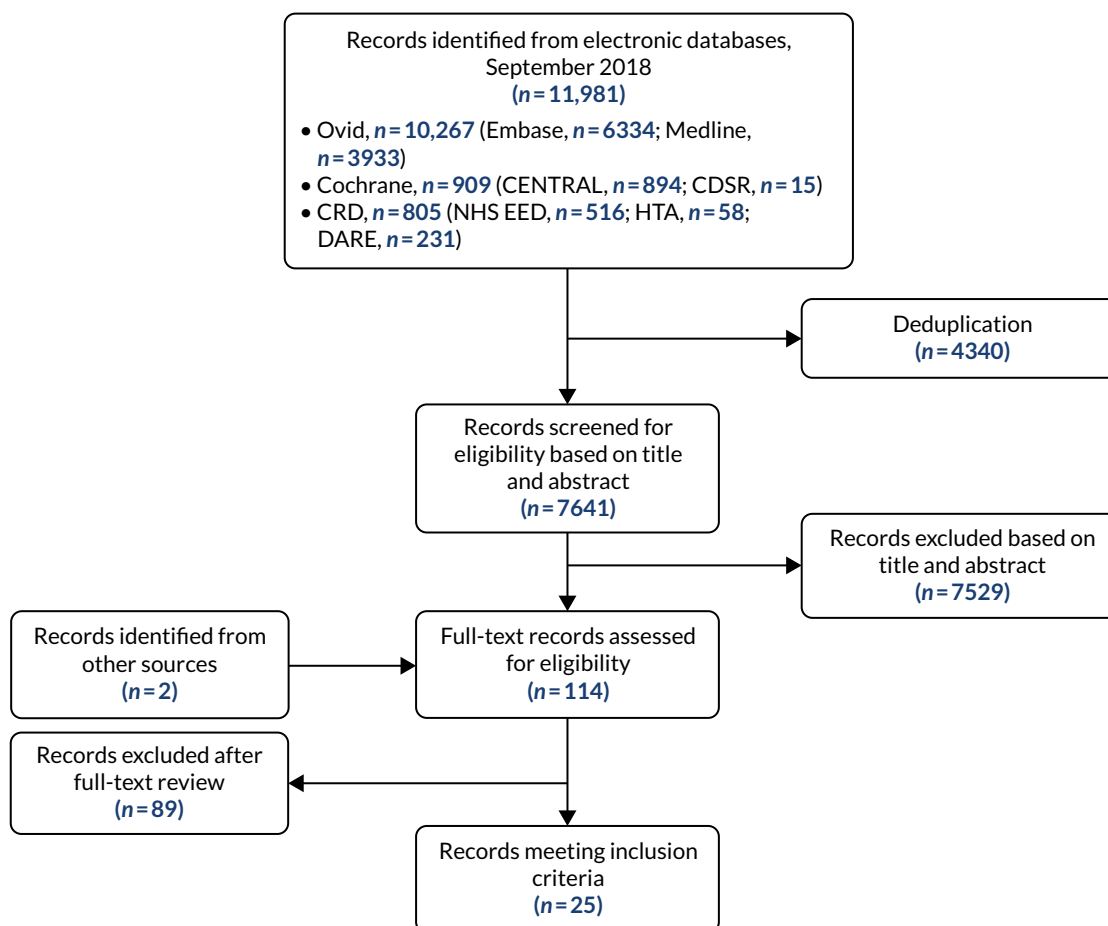 Records identified from electronic databases,
September 2018
(n = 11,981)
• Ovid, n = 10,267 (Embase, n = 6334; Medline,
n = 3933)
• Cochrane, n = 909 (CENTRAL, n = 894; CDSR, n = 15)
• CRD, n = 805 (NHS EED, n = 516; HTA, n = 58;
DARE, n = 231)
Deduplication
(n = 4340)
Records screened for
eligibility based on title
and abstract
(n = 7641)
Records excluded based on
title and abstract
(n = 7529)
Records identified from
other sources
(n = 2)
Full-text records assessed
for eligibility
(n = 114)
Records excluded after
full-text review
(n = 89)
Records meeting inclusion
criteria
(n = 25)